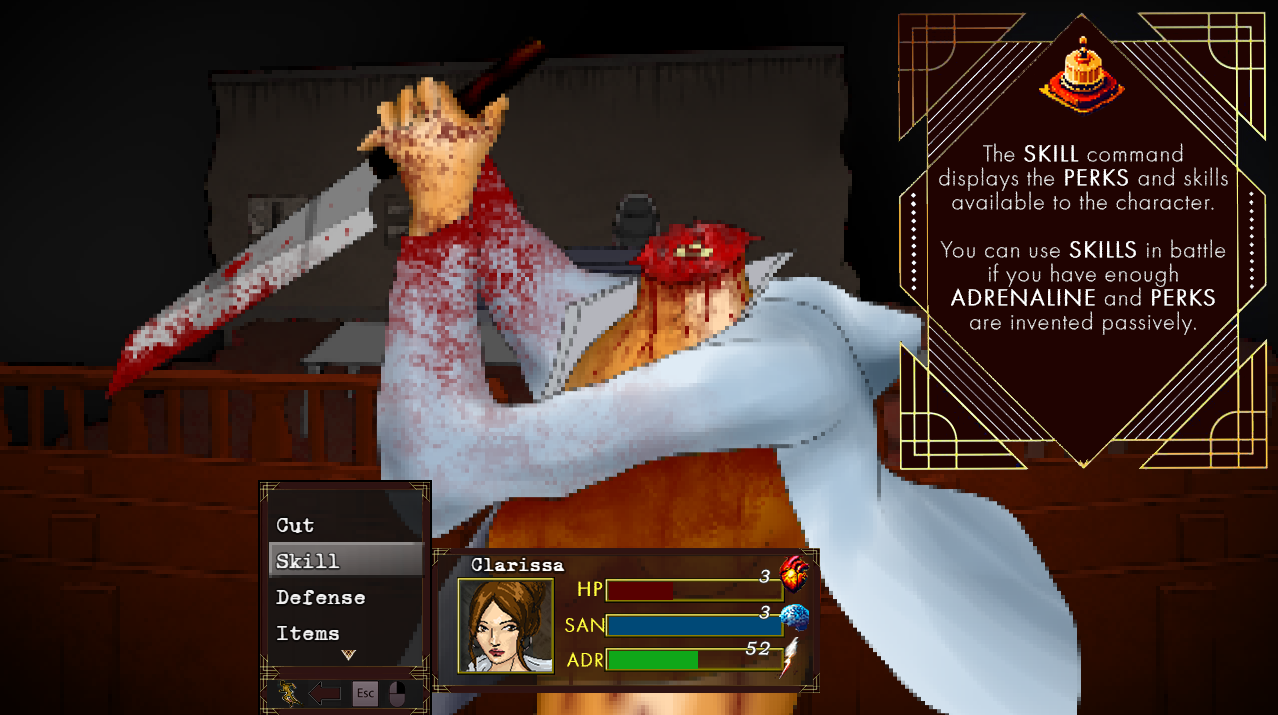 The SKILL command
displays the PERKS and skills
available to the character.
You can use SKILLS in battle
if you have enough
ADRENALINE and PERKS
are invented passively.
Cut
Skill
Defense
Items
Esc
Clarissa
HP 3
SAN 3
ADR 52